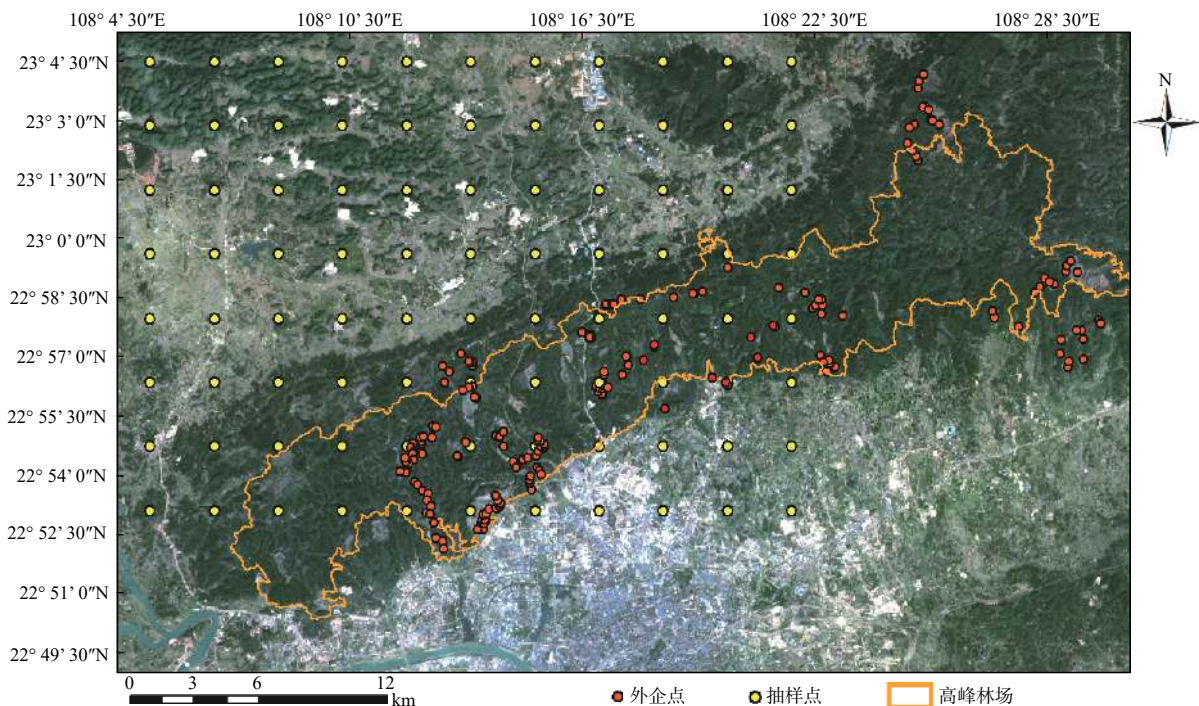 108° 4′ 30″E 108° 10′ 30″E 108° 16′ 30″E 108° 22′ 30″E 108° 28′ 30″E
N
23° 4′ 30″N
23° 3′ 0″N
23° 1′ 30″N
23° 0′ 0″N
22° 58′ 30″N
22° 57′ 0″N
22° 55′ 30″N
22° 54′ 0″N
22° 52′ 30″N
22° 51′ 0″N
22° 49′ 30″N
0 3 6 12
km
外企点 抽样点 高峰林场